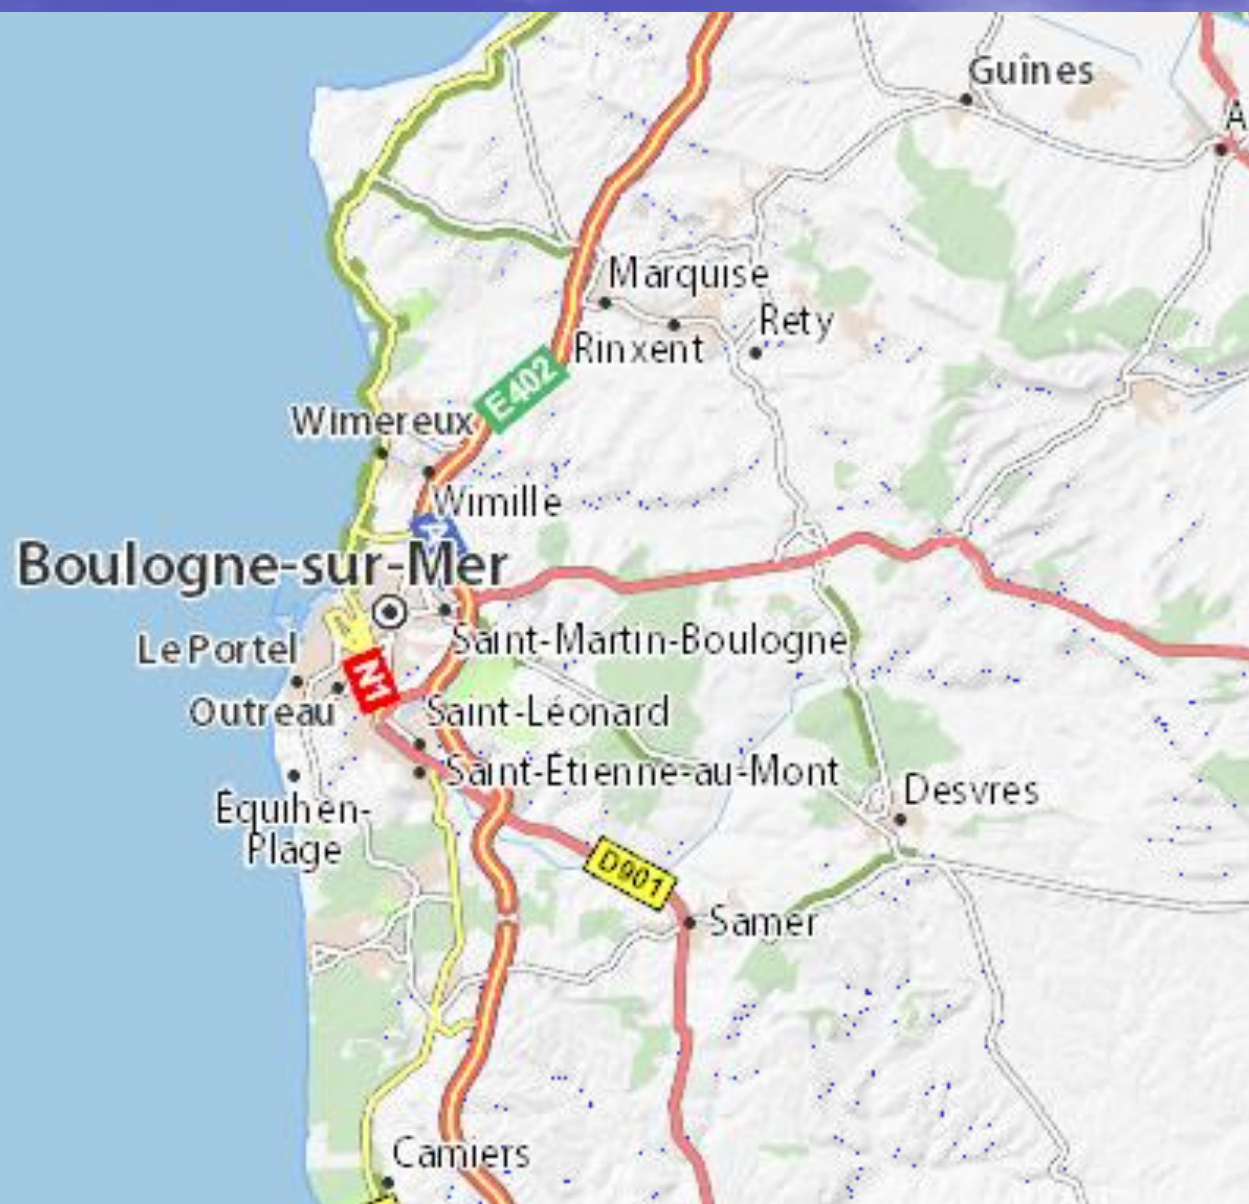 Guînes
A
Marquise
Rety
Rinxent
E402
Wimereux
Wimille
Boulogne-sur-Mer
Le Portel
Saint-Martin-Boulogne
N1
Outreau
Saint-Léonard
Saint-Étienne-au-Mont
Équihen-
Plage
Desvres
D901
Samer
Camiers